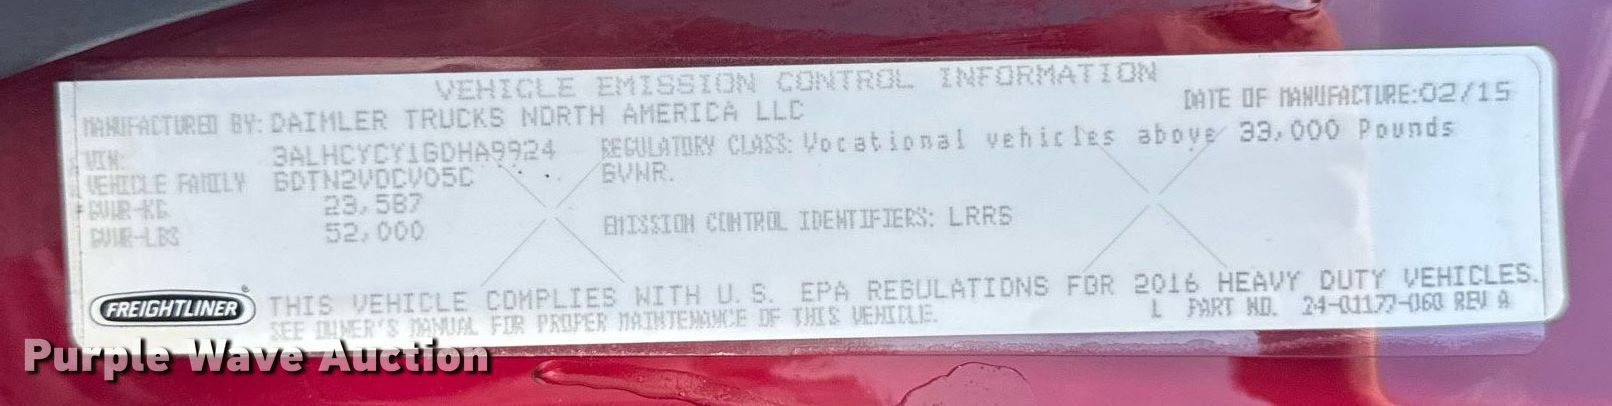 VEHICLE EMISSION CONTROL INFORMATION
MANUFACTURED BY: DAIMLER TRUCKS NORTH AMERICA LLC
DATE OF MANUFACTURE: 02/15
VIN: 3ALHCYCY1GDHA9924
REGULATORY CLASS: Vocational vehicles above 33,000 Pounds
VEHICLE FAMILY GDTN2VOCV05C
GVWR.
GVWR-KG 23,587
GVWR-LBS 52,000
EMISSION CONTROL IDENTIFIERS: LRRS
FREIGHTLINER
THIS VEHICLE COMPLIES WITH U.S. EPA REGULATIONS FOR 2016 HEAVY DUTY VEHICLES.
SEE OWNER'S MANUAL FOR PROPER MAINTENANCE OF THIS VEHICLE.
L PART NO. 24-01177-060 REV A
Purple Wave Auction